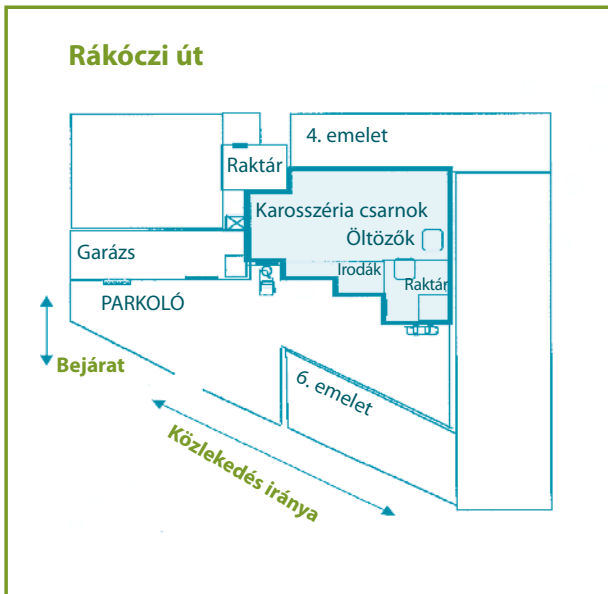 Rákóczi út
4. emelet
Raktár
Karosszéria csarnok
Öltözők
Garázs
Irodák
Raktár
PARKOLÓ
Bejárat
6. emelet
Közlekedés iránya